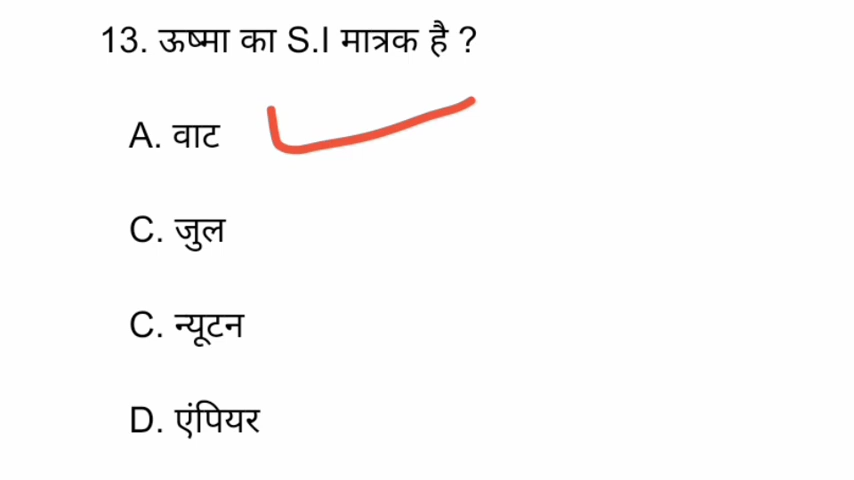 13. ऊष्मा का S.I मात्रक है ?
A. वाट
C. जुल
C. न्यूटन
D. एंपियर